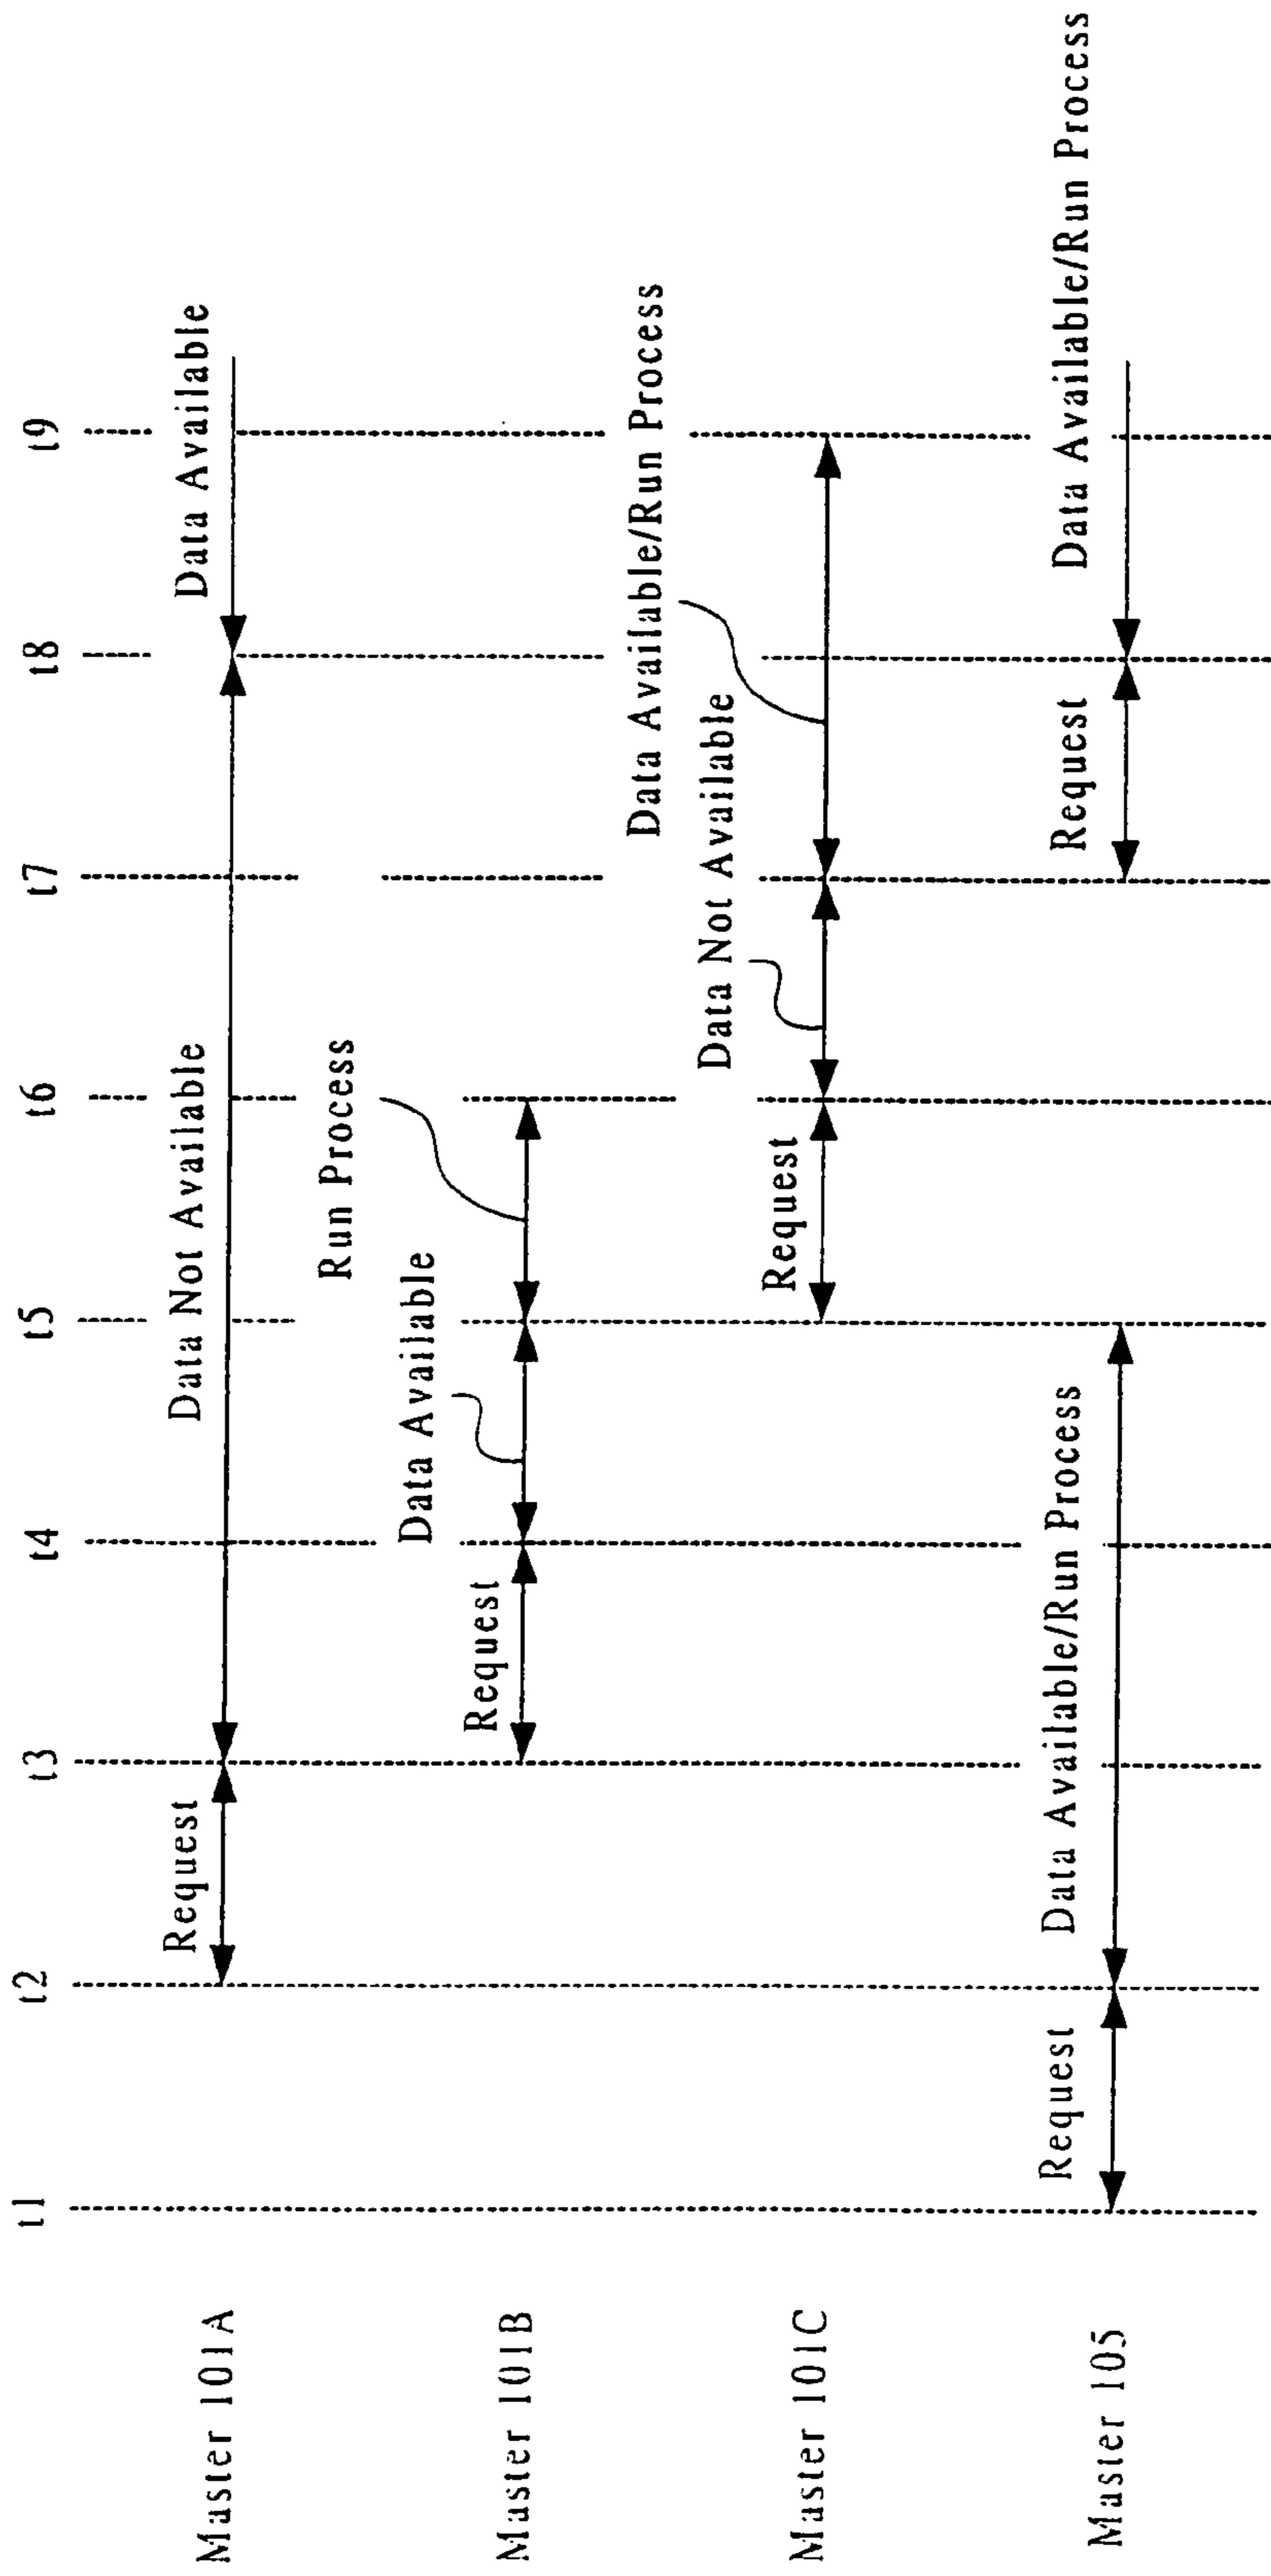 t1 t2 t3 t4 t5 t6 t7 t8 t9
Master 101A
Request
Data Not Available
Data Available
Master 101B
Request
Data Available
Run Process
Master 101C
Request
Data Not Available
Data Available/Run Process
Master 105
Request
Data Available/Run Process
Request
Data Available/Run Process